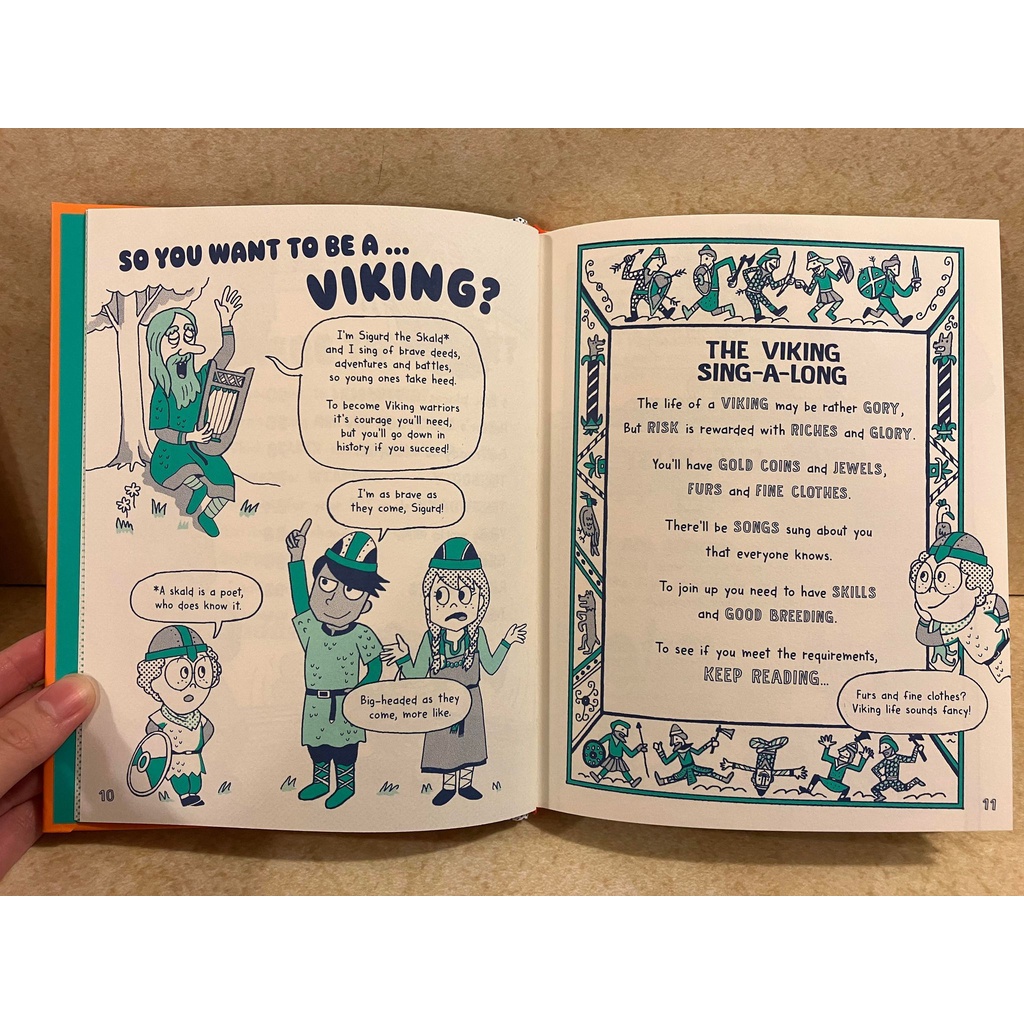 SO YOU WANT TO BE A ...
VIKING?
I'm Sigurd the Skald*
and I sing of brave deeds,
adventures and battles,
so young ones take heed.
To become Viking warriors
it's courage you'll need,
but you'll go down in
history if you succeed!
I'm as brave as
they come, Sigurd!
*A skald is a poet,
who does know it.
Big-headed as they
come, more like.
10
THE VIKING
SING-A-LONG
The life of a VIKING may be rather GORY,
But RISK is rewarded with RICHES and GLORY.
You'll have GOLD COINS and JEWELS,
FURS and FINE CLOTHES.
There'll be SONGS sung about you
that everyone knows.
To join up you need to have SKILLS
and GOOD BREEDING.
To see if you meet the requirements,
KEEP READING...
Furs and fine clothes?
Viking life sounds fancy!
11